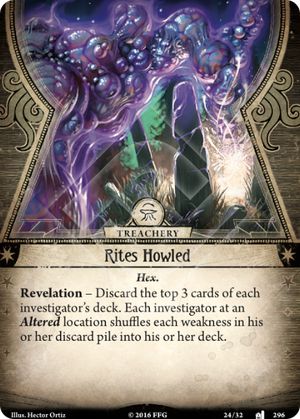 TREACHERY
Rites Howled
Hex.
Revelation – Discard the top 3 cards of each
investigator's deck. Each investigator at an
Altered location shuffles each weakness in his
or her discard pile into his or her deck.
Illus. Hector Ortiz © 2016 FFG 24/32 296